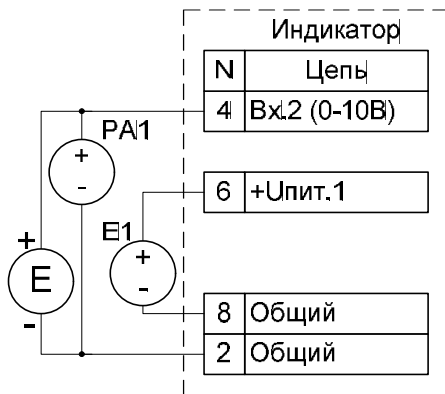 Индикатор
N Цепь
4 Вх.2 (0-10В)
PA1
+
-
6 +Uпит.1
E1
+
-
+
E
-
8 Общий
2 Общий